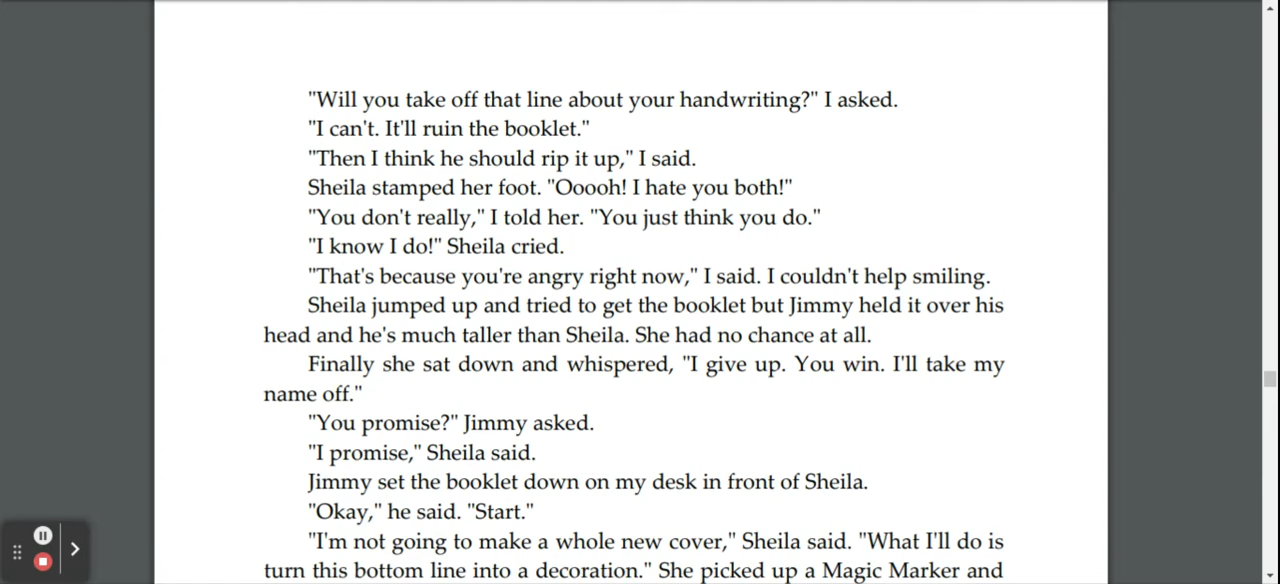 "Will you take off that line about your handwriting?" I asked.
"I can't. It'll ruin the booklet."
"Then I think he should rip it up," I said.
Sheila stamped her foot. "Ooooh! I hate you both!"
"You don't really," I told her. "You just think you do."
"I know I do!" Sheila cried.
"That's because you're angry right now," I said. I couldn't help smiling.
Sheila jumped up and tried to get the booklet but Jimmy held it over his
head and he's much taller than Sheila. She had no chance at all.
Finally she sat down and whispered, "I give up. You win. I'll take my
name off."
"You promise?" Jimmy asked.
"I promise," Sheila said.
Jimmy set the booklet down on my desk in front of Sheila.
"Okay," he said. "Start."
"I'm not going to make a whole new cover," Sheila said. "What I'll do is
turn this bottom line into a decoration." She picked up a Magic Marker and